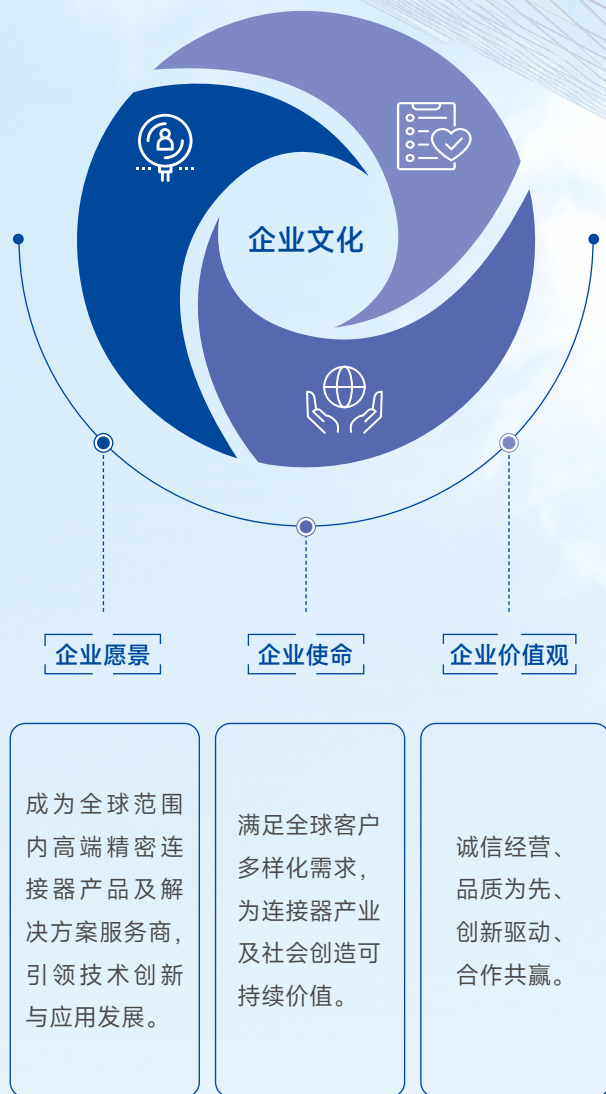 企业文化
企业愿景
成为全球范围
内高端精密连
接器产品及解
决方案服务商,
引领技术创新
与应用发展。
企业使命
满足全球客户
多样化需求,
为连接器产业
及社会创造可
持续价值。
企业价值观
诚信经营、
品质为先、
创新驱动、
合作共赢。